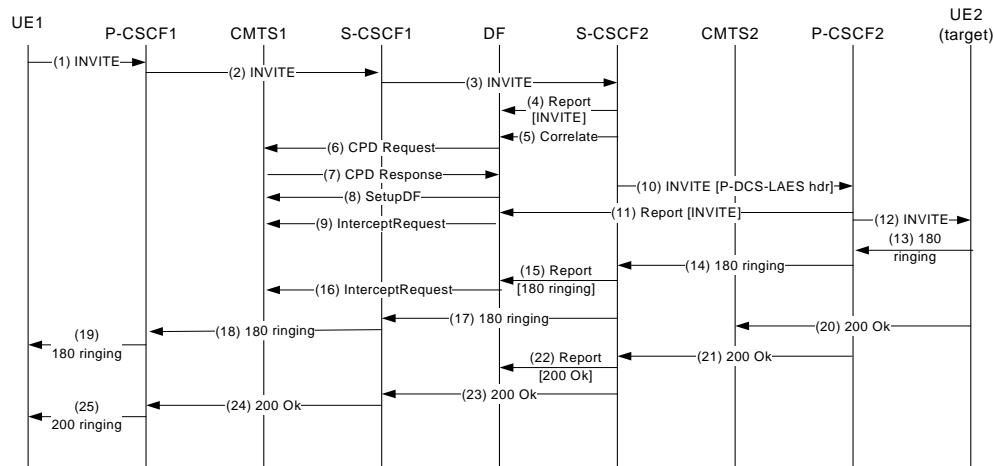 UE1
P-CSCF1
CMTS1
S-CSCF1
DF
S-CSCF2
CMTS2
P-CSCF2
UE2
(target)
(1) INVITE
(2) INVITE
(3) INVITE
(4) Report
[INVITE]
(5) Correlate
(6) CPD Request
(7) CPD Response
(8) SetupDF
(9) InterceptRequest
(10) INVITE [P-DCS-LAES hdr]
(11) Report [INVITE]
(12) INVITE
(13) 180
ringing
(14) 180 ringing
(15) Report
[180 ringing]
(16) InterceptRequest
(17) 180 ringing
(18) 180 ringing
(19)
180 ringing
(20) 200 Ok
(21) 200 Ok
(22) Report
[200 Ok]
(23) 200 Ok
(24) 200 Ok
(25)
200 ringing